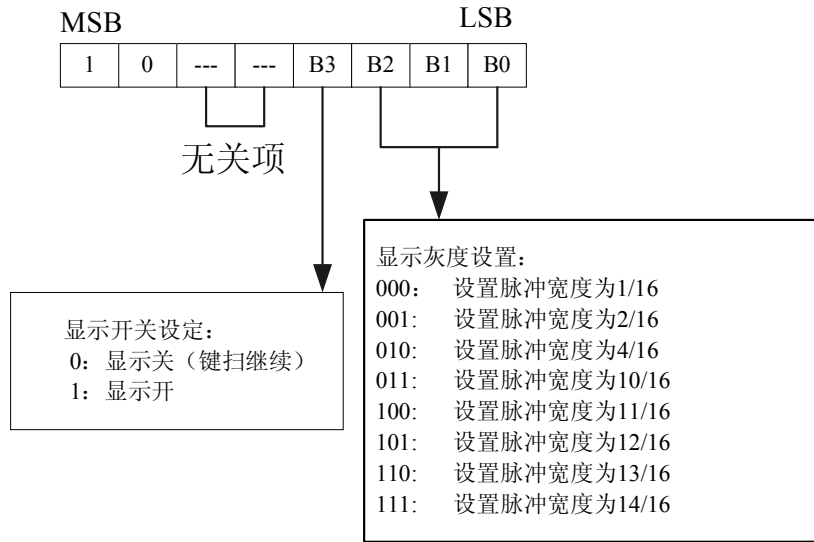 MSB LSB
1 0 --- --- B3 B2 B1 B0
无关项
显示开关设定:
0: 显示关（键扫继续）
1: 显示开
显示灰度设置:
000: 设置脉冲宽度为1/16
001: 设置脉冲宽度为2/16
010: 设置脉冲宽度为4/16
011: 设置脉冲宽度为10/16
100: 设置脉冲宽度为11/16
101: 设置脉冲宽度为12/16
110: 设置脉冲宽度为13/16
111: 设置脉冲宽度为14/16